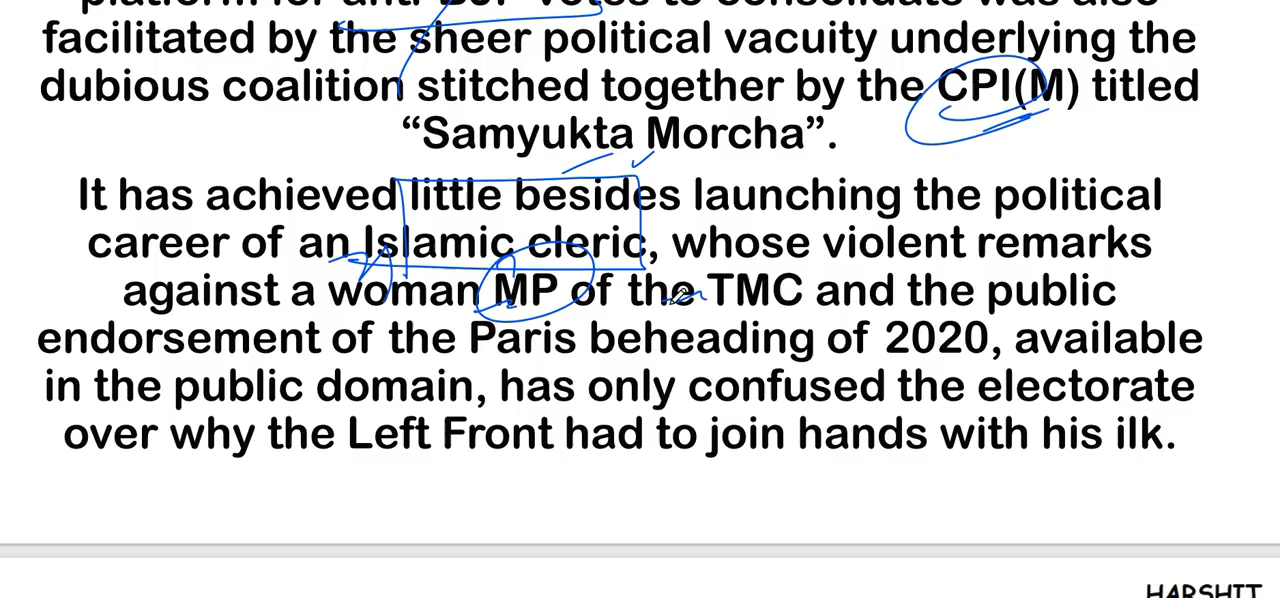 facilitated by the sheer political vacuity underlying the
dubious coalition stitched together by the CPI(M) titled
“Samyukta Morcha”.
It has achieved little besides launching the political
career of an Islamic cleric, whose violent remarks
against a woman MP of the TMC and the public
endorsement of the Paris beheading of 2020, available
in the public domain, has only confused the electorate
over why the Left Front had to join hands with his ilk.
HARSHIT